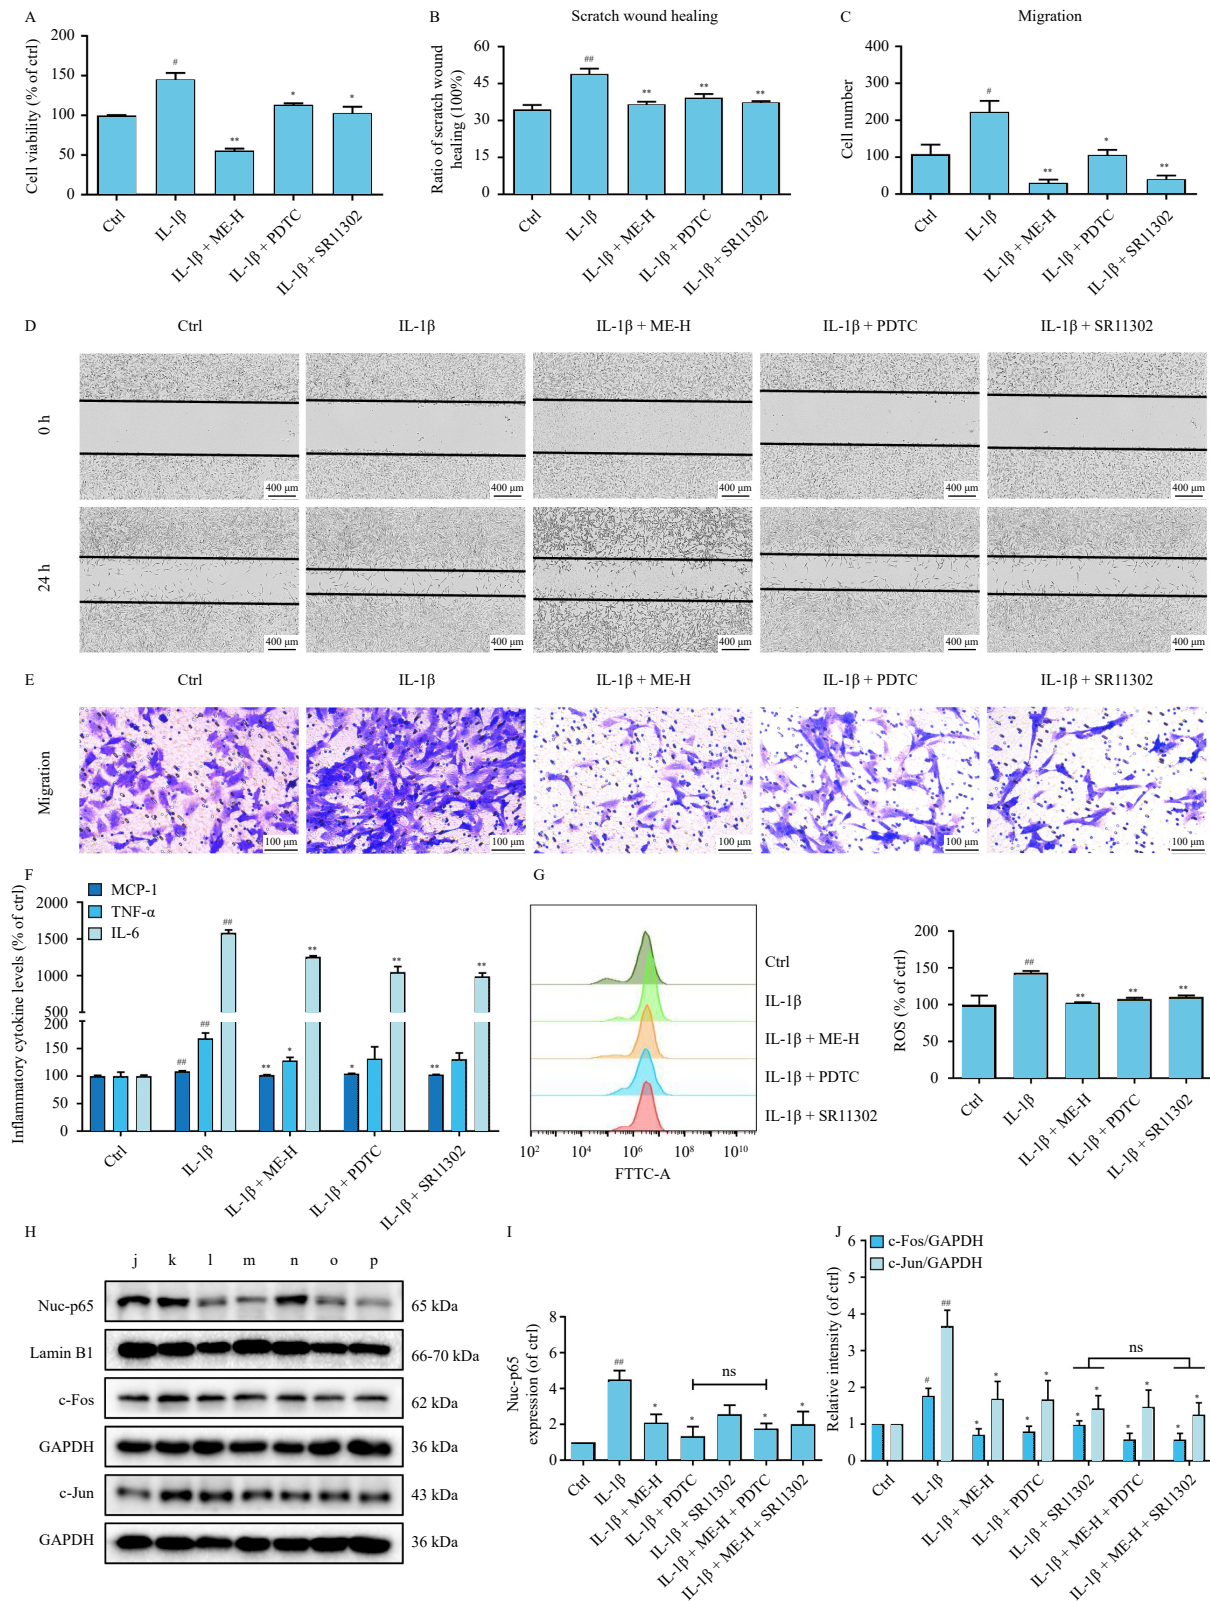 A
Cell viability (% of ctrl)
200
150
100
50
0
#
**
*
*
Ctrl
IL-1β
IL-1β + ME-H
IL-1β + PDTC
IL-1β + SR11302
B
Scratch wound healing
Ratio of scratch wound
healing (100%)
60
45
30
15
0
##
**
**
**
Ctrl
IL-1β
IL-1β + ME-H
IL-1β + PDTC
IL-1β + SR11302
C
Migration
Cell number
400
300
200
100
0
#
**
*
**
Ctrl
IL-1β
IL-1β + ME-H
IL-1β + PDTC
IL-1β + SR11302
D
Ctrl
IL-1β
IL-1β + ME-H
IL-1β + PDTC
IL-1β + SR11302
0 h
400 μm
400 μm
400 μm
400 μm
400 μm
24 h
400 μm
400 μm
400 μm
400 μm
400 μm
E
Ctrl
IL-1β
IL-1β + ME-H
IL-1β + PDTC
IL-1β + SR11302
Migration
100 μm
100 μm
100 μm
100 μm
100 μm
F
MCP-1
TNF-α
IL-6
Inflammatory cytokine levels (% of ctrl)
2000
1500
1000
500
200
150
100
50
0
##
##
##
**
*
**
*
**
**
**
Ctrl
IL-1β
IL-1β + ME-H
IL-1β + PDTC
IL-1β + SR11302
G
Ctrl
IL-1β
IL-1β + ME-H
IL-1β + PDTC
IL-1β + SR11302
10²
10⁴
10⁶
10⁸
10¹⁰
FTTC-A
ROS (% of ctrl)
200
150
100
50
0
##
**
**
**
Ctrl
IL-1β
IL-1β + ME-H
IL-1β + PDTC
IL-1β + SR11302
H
j k l m n o p
Nuc-p65
65 kDa
Lamin B1
66-70 kDa
c-Fos
62 kDa
GAPDH
36 kDa
c-Jun
43 kDa
GAPDH
36 kDa
I
Nuc-p65
expression (of ctrl)
8
6
4
2
0
##
*
*
ns
*
*
Ctrl
IL-1β
IL-1β + ME-H
IL-1β + PDTC
IL-1β + SR11302
IL-1β + ME-H + PDTC
IL-1β + ME-H + SR11302
J
c-Fos/GAPDH
c-Jun/GAPDH
Relative intensity (of ctrl)
6
5
4
3
2
1
0
#
##
*
*
*
*
*
*
ns
*
*
*
*
Ctrl
IL-1β
IL-1β + ME-H
IL-1β + PDTC
IL-1β + SR11302
IL-1β + ME-H + PDTC
IL-1β + ME-H + SR11302